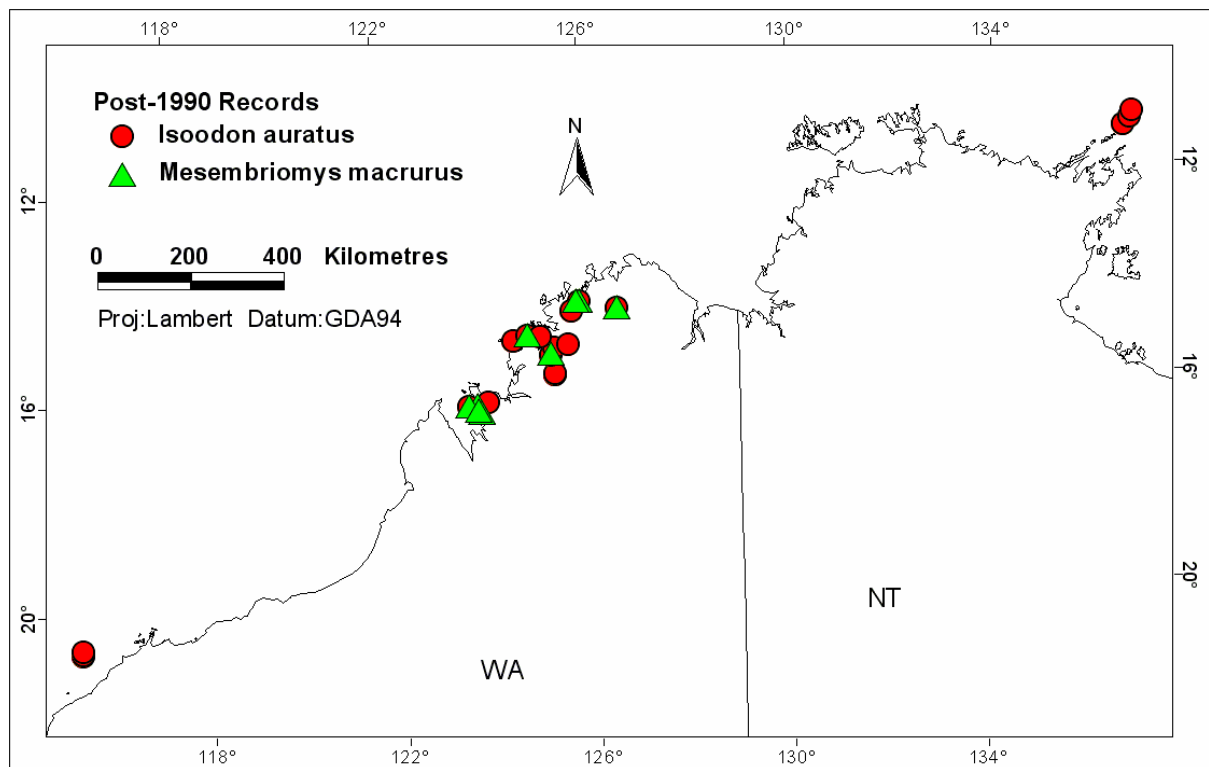 118° 122° 126° 130° 134°
Post-1990 Records
Isoodon auratus
Mesembriomys macrurus
N
12°
12°
0 200 400 Kilometres
Proj:Lambert Datum:GDA94
16°
16°
20°
20°
NT
WA
118° 122° 126° 130° 134°